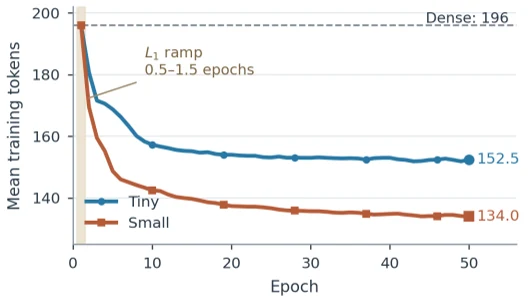 200
Dense: 196
L₁ ramp
0.5–1.5 epochs
180
160
152.5
140
Tiny
Small
134.0
Mean training tokens
0
10
20
30
40
50
Epoch